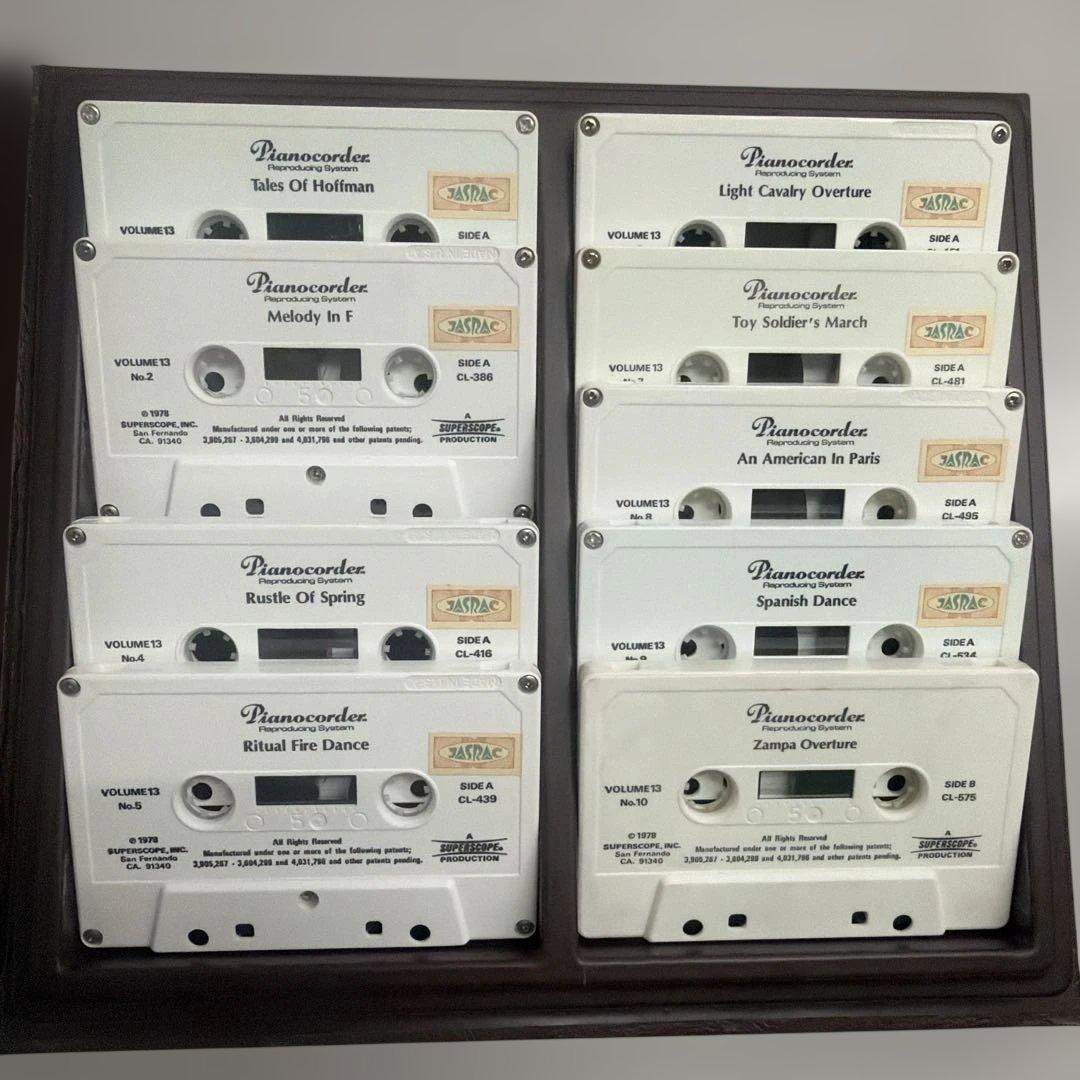 Pianocorder
Reproducing System
Tales Of Hoffman
JASRAC
VOLUME 13
SIDE A
MADE IN U.S.A.
Pianocorder
Reproducing System
Melody In F
JASRAC
VOLUME 13
No.2
SIDE A
CL-386
50
© 1978
SUPERSCOPE, INC.
San Fernando
CA. 91340
All Rights Reserved
Manufactured under one or more of the following patents;
3,905,267 - 3,604,299 and 4,031,796 and other patents pending.
A
SUPERSCOPE®
PRODUCTION
Pianocorder
Reproducing System
Rustle Of Spring
JASRAC
VOLUME 13
No.4
SIDE A
CL-416
Pianocorder
Reproducing System
Ritual Fire Dance
JASRAC
VOLUME 13
No.5
SIDE A
CL-439
50
© 1978
SUPERSCOPE, INC.
San Fernando
CA. 91340
All Rights Reserved
Manufactured under one or more of the following patents;
3,905,267 - 3,604,299 and 4,031,796 and other patents pending.
A
SUPERSCOPE®
PRODUCTION
Pianocorder
Reproducing System
Light Cavalry Overture
JASRAC
VOLUME 13
SIDE A
Pianocorder
Reproducing System
Toy Soldier's March
JASRAC
VOLUME 13
SIDE A
CL-481
Pianocorder
Reproducing System
An American In Paris
JASRAC
VOLUME 13
No.8
SIDE A
CL-495
Pianocorder
Reproducing System
Spanish Dance
JASRAC
VOLUME 13
No.9
SIDE A
CL-534
Pianocorder
Reproducing System
Zampa Overture
VOLUME 13
No.10
SIDE B
CL-575
50
© 1978
SUPERSCOPE, INC.
San Fernando
CA. 91340
All Rights Reserved
Manufactured under one or more of the following patents;
3,905,267 - 3,604,299 and 4,031,796 and other patents pending.
A
SUPERSCOPE®
PRODUCTION